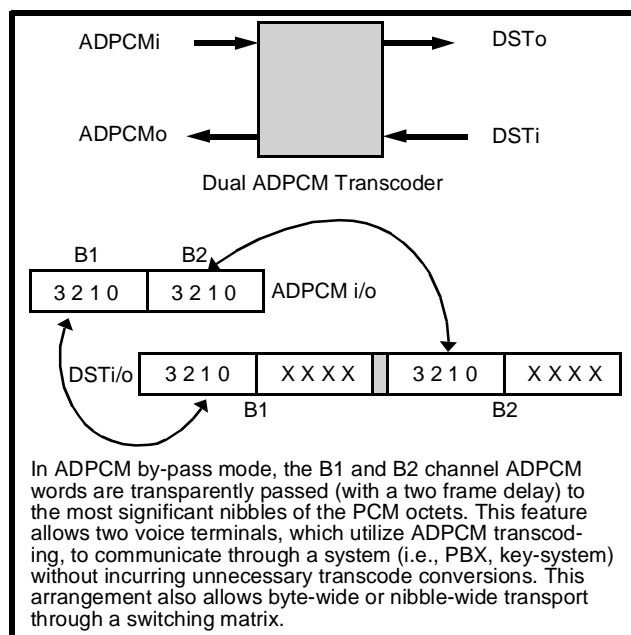 ADPCMi DSTo
ADPCMo DSTi
Dual ADPCM Transcoder
B1 B2
3 2 1 0 3 2 1 0 ADPCM i/o
DSTi/o 3 2 1 0 X X X X 3 2 1 0 X X X X
B1 B2
In ADPCM by-pass mode, the B1 and B2 channel ADPCM
words are transparently passed (with a two frame delay) to
the most significant nibbles of the PCM octets. This feature
allows two voice terminals, which utilize ADPCM transcod-
ing, to communicate through a system (i.e., PBX, key-system)
without incurring unnecessary transcode conversions. This
arrangement also allows byte-wide or nibble-wide transport
through a switching matrix.